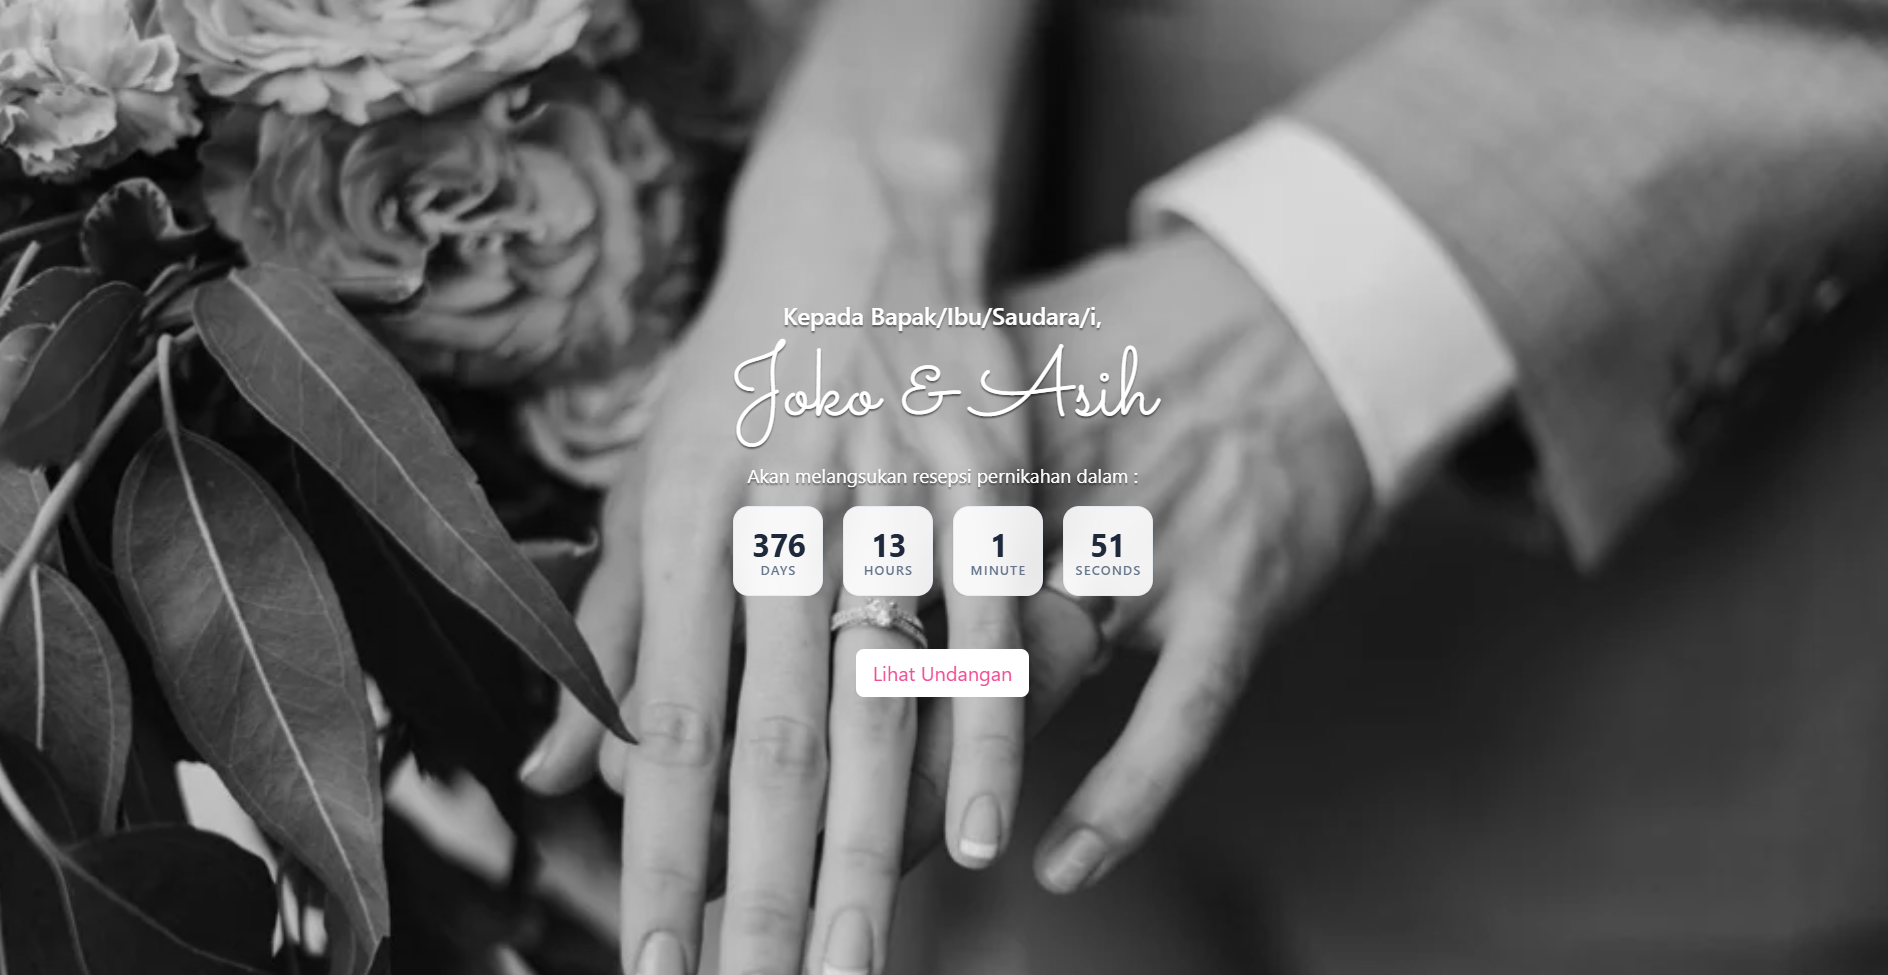 Kepada Bapak/Ibu/Saudara/i,
Joko & Asih
Akan melangsukan resepsi pernikahan dalam :
376 13 1 51
DAYS HOURS MINUTE SECONDS
Lihat Undangan